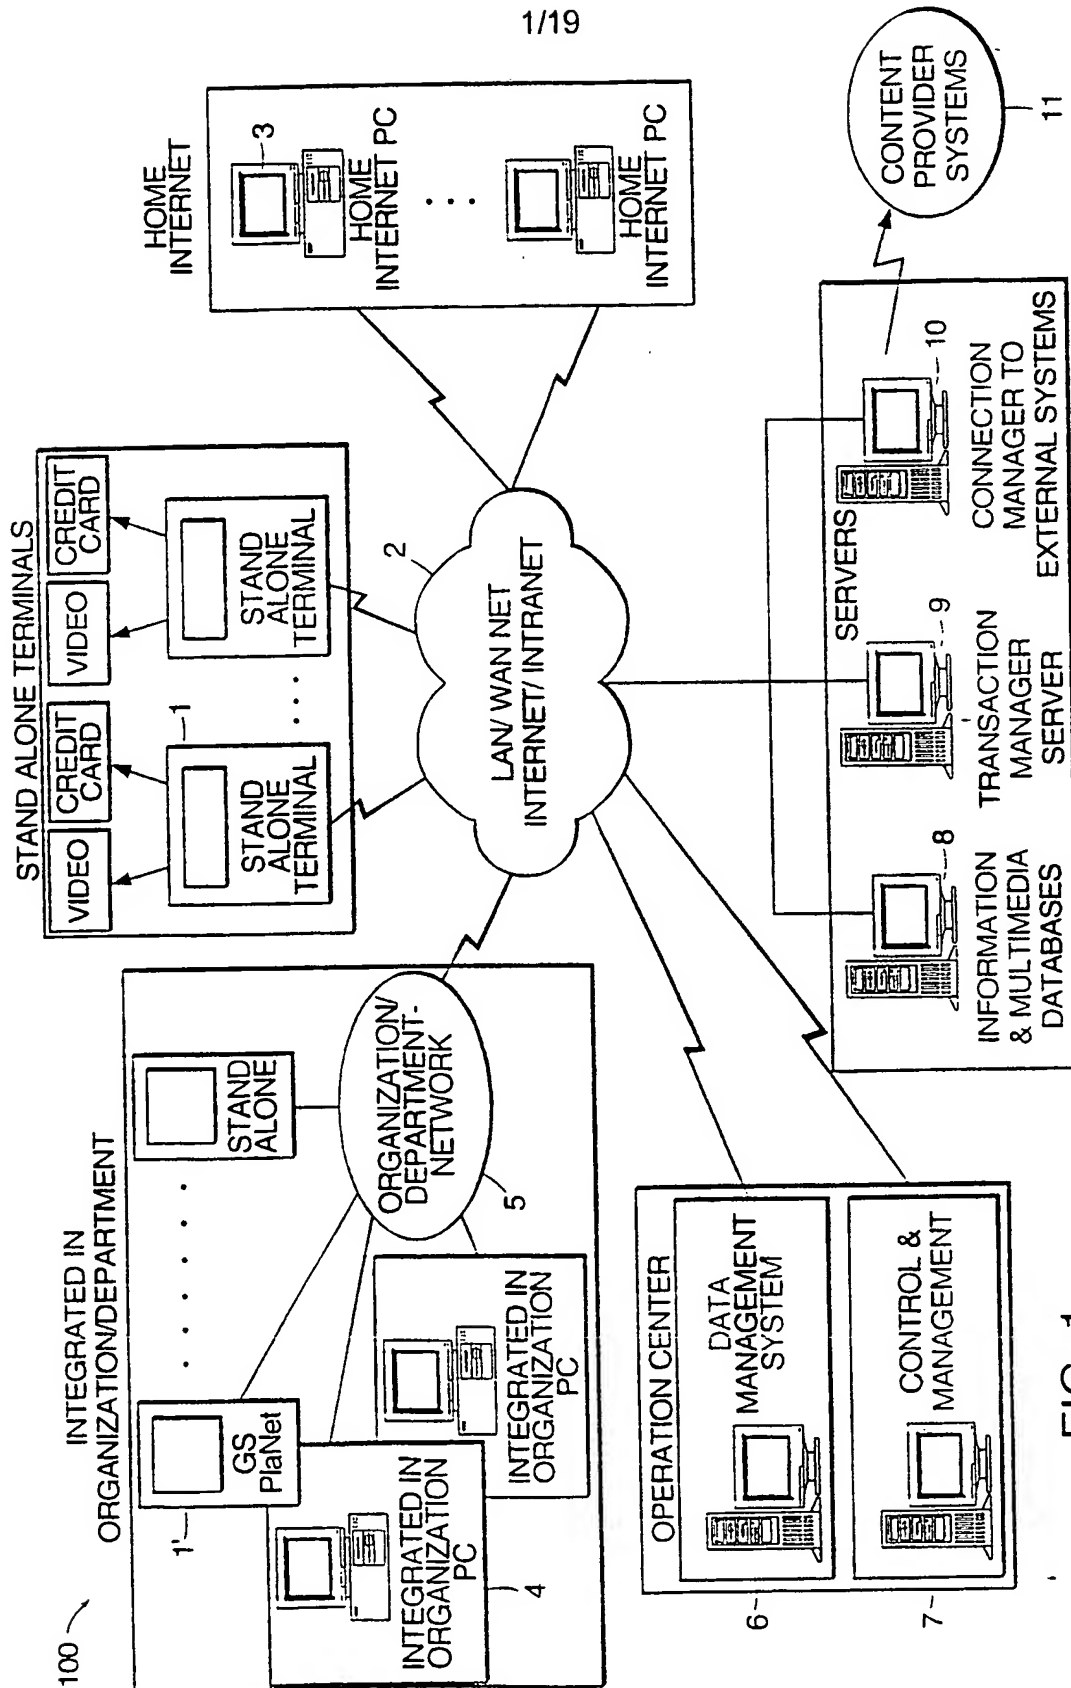 1/19
100
INTEGRATED IN
ORGANIZATION/DEPARTMENT
1'
GS
PlaNet
STAND
ALONE
ORGANIZATION/
DEPARTMENT-
NETWORK
5
INTEGRATED IN
ORGANIZATION
PC
4
INTEGRATED IN
ORGANIZATION
PC
STAND ALONE TERMINALS
VIDEO
CREDIT
CARD
1
STAND
ALONE
TERMINAL
VIDEO
CREDIT
CARD
STAND
ALONE
TERMINAL
HOME
INTERNET
3
HOME
INTERNET PC
HOME
INTERNET PC
2
LAN/ WAN NET
INTERNET/ INTRANET
OPERATION CENTER
6
DATA
MANAGEMENT
SYSTEM
7
CONTROL &
MANAGEMENT
SERVERS
8
INFORMATION
& MULTIMEDIA
DATABASES
9
TRANSACTION
MANAGER
SERVER
10
CONNECTION
MANAGER TO
EXTERNAL SYSTEMS
CONTENT
PROVIDER
SYSTEMS
11
FIG. 1